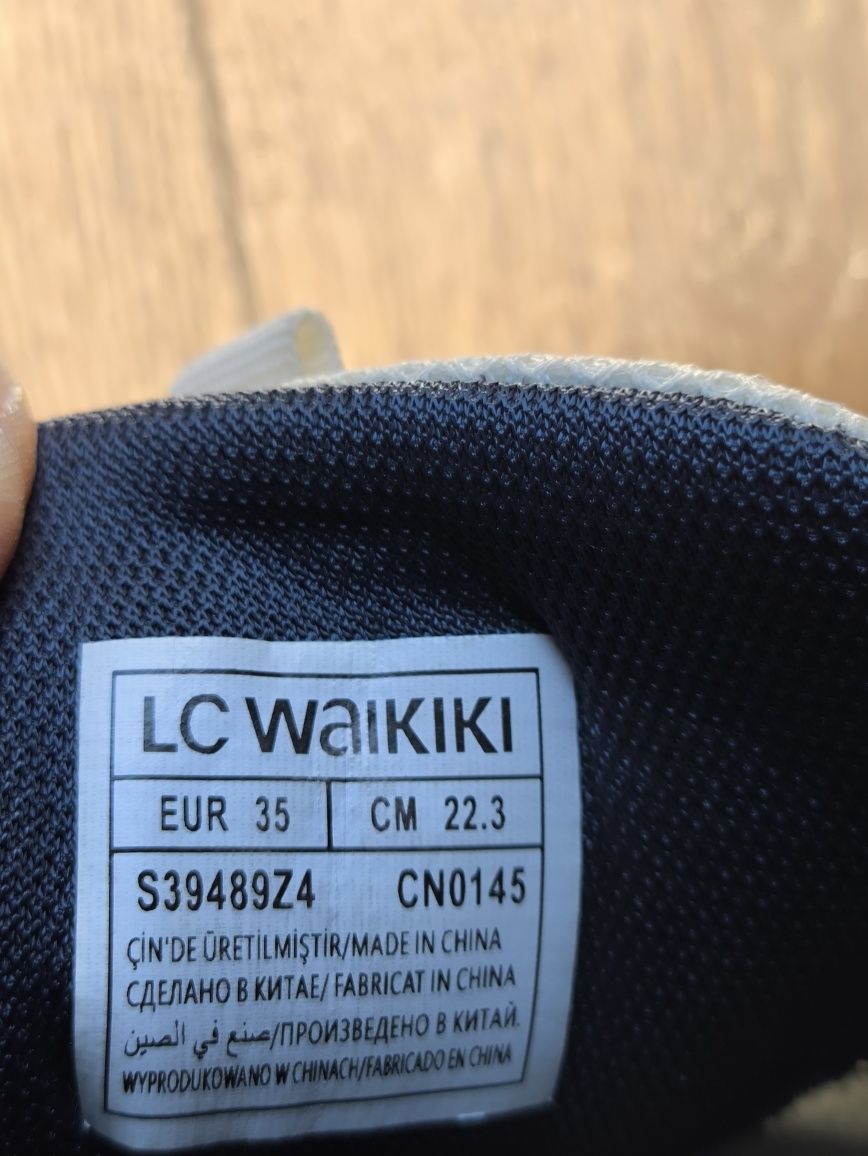 LC WaiKIKI
EUR 35 CM 22.3
S39489Z4 CN0145
ÇİN'DE ÜRETİLMİŞTİR/MADE IN CHINA
СДЕЛАНО В КИТАЕ/ FABRICAT IN CHINA
صنع في الصين/ПРОИЗВЕДЕНО В КИТАЙ.
WYPRODUKOWANO W CHINACH/FABRICADO EN CHINA